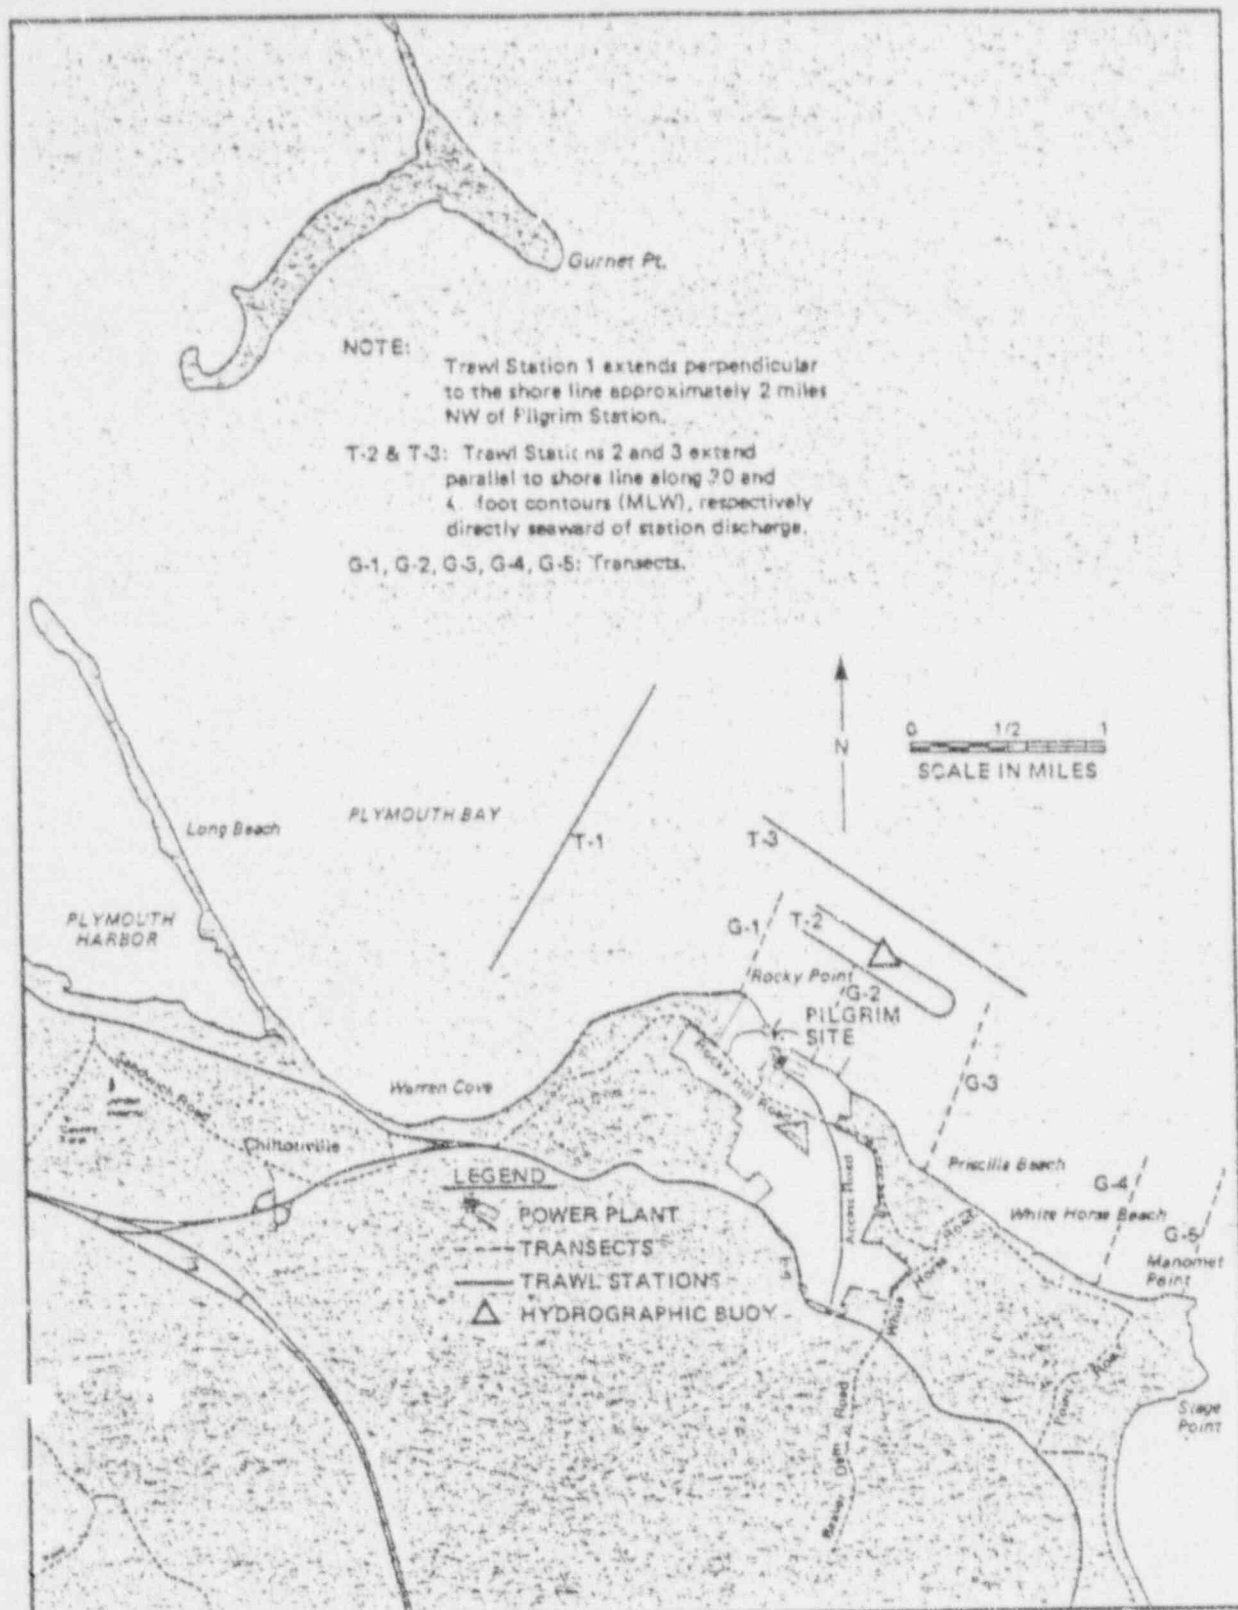 Gurnet Pt.
NOTE:
Trawl Station 1 extends perpendicular
to the shore line approximately 2 miles
NW of Pilgrim Station.
T-2 & T-3: Trawl Stations 2 and 3 extend
parallel to shore line along 20 and
foot contours (MLW), respectively
directly seaward of station discharge.
G-1, G-2, G-3, G-4, G-5: Transects.
N
0 1/2 1
SCALE IN MILES
Long Beach
PLYMOUTH BAY
T-1
T-3
PLYMOUTH
HARBOR
G-1
T-2
Rocky Point
G-2
PILGRIM
SITE
G-3
Warren Cove
Rocky Hill Road
Sandwick Road
Chiltonville
Access Road
Priscilla Beach
G-4
White Horse Beach
G-5
Manomet
Point
White Horse Road
LEGEND
POWER PLANT
TRANSECTS
TRAWL STATIONS
HYDROGRAPHIC BUOY
Beaver Dam Road
Stage
Point